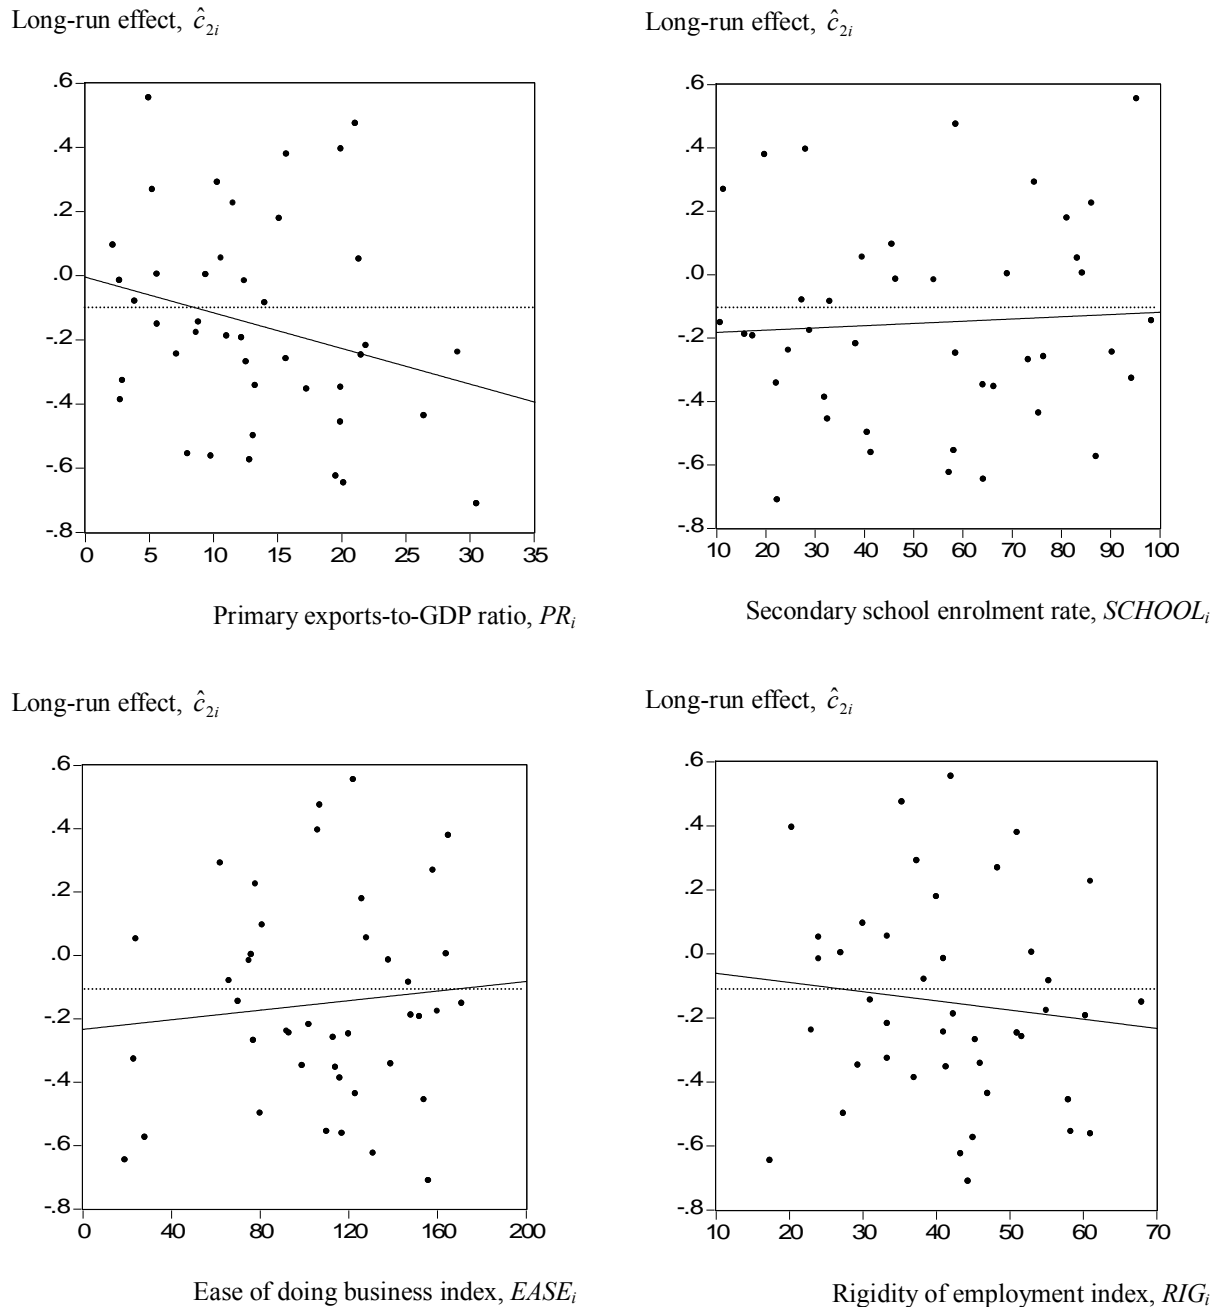 Long-run effect, ĉ2i
.6
.4
.2
.0
-.2
-.4
-.6
-.8
0 5 10 15 20 25 30 35
Primary exports-to-GDP ratio, PRi
Long-run effect, ĉ2i
.6
.4
.2
.0
-.2
-.4
-.6
-.8
10 20 30 40 50 60 70 80 90 100
Secondary school enrolment rate, SCHOOLi
Long-run effect, ĉ2i
.6
.4
.2
.0
-.2
-.4
-.6
-.8
0 40 80 120 160 200
Ease of doing business index, EASEi
Long-run effect, ĉ2i
.6
.4
.2
.0
-.2
-.4
-.6
-.8
10 20 30 40 50 60 70
Rigidity of employment index, RIGi